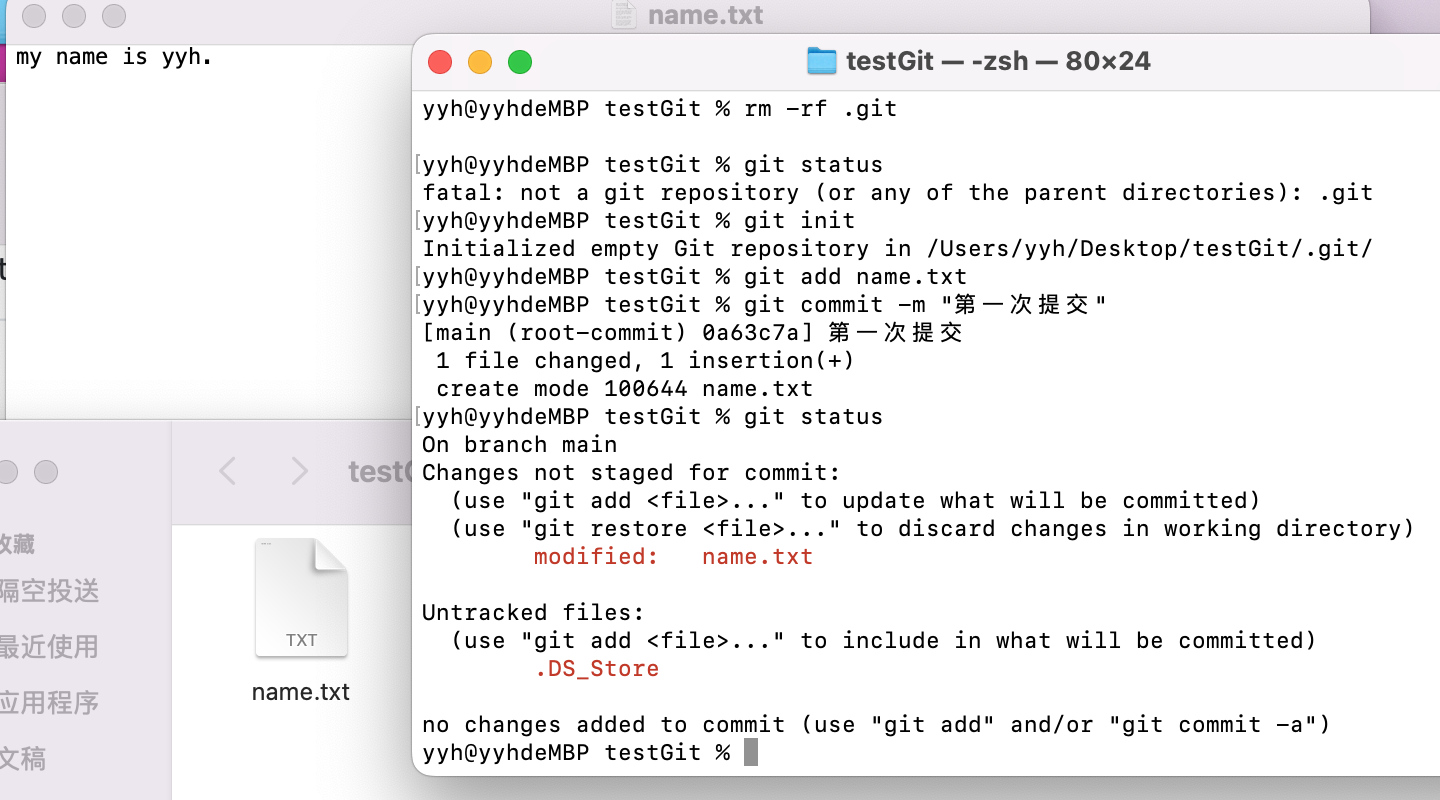 name.txt
my name is yyh.
testGit — -zsh — 80×24
yyh@yyhdeMBP testGit % rm -rf .git
[yyh@yyhdeMBP testGit % git status
fatal: not a git repository (or any of the parent directories): .git
[yyh@yyhdeMBP testGit % git init
Initialized empty Git repository in /Users/yyh/Desktop/testGit/.git/
[yyh@yyhdeMBP testGit % git add name.txt
[yyh@yyhdeMBP testGit % git commit -m "第一次提交"
[main (root-commit) 0a63c7a] 第一次提交
1 file changed, 1 insertion(+)
create mode 100644 name.txt
[yyh@yyhdeMBP testGit % git status
On branch main
Changes not staged for commit:
(use "git add <file>..." to update what will be committed)
(use "git restore <file>..." to discard changes in working directory)
modified:   name.txt
Untracked files:
(use "git add <file>..." to include in what will be committed)
.DS_Store
no changes added to commit (use "git add" and/or "git commit -a")
yyh@yyhdeMBP testGit %
收藏
隔空投送
最近使用
应用程序
文稿
testG
TXT
name.txt